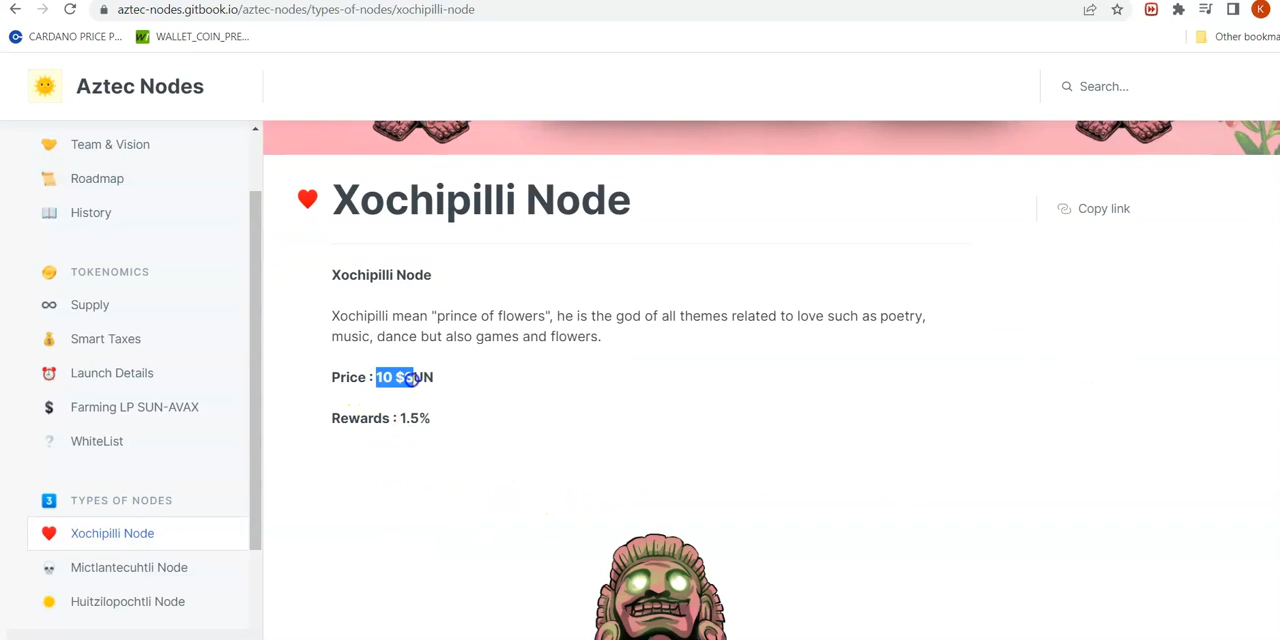 aztec-nodes.gitbook.io/aztec-nodes/types-of-nodes/xochipilli-node
K
CARDANO PRICE P...
WALLET_COIN_PRE...
Other bookma
Aztec Nodes
Search...
Team & Vision
Roadmap
History
TOKENOMICS
Supply
Smart Taxes
Launch Details
$ Farming LP SUN-AVAX
? WhiteList
3 TYPES OF NODES
Xochipilli Node
Mictlantecuhtli Node
Huitzilopochtli Node
Xochipilli Node
Copy link
Xochipilli Node
Xochipilli mean "prince of flowers", he is the god of all themes related to love such as poetry,
music, dance but also games and flowers.
Price : 10 $SUN
Rewards : 1.5%